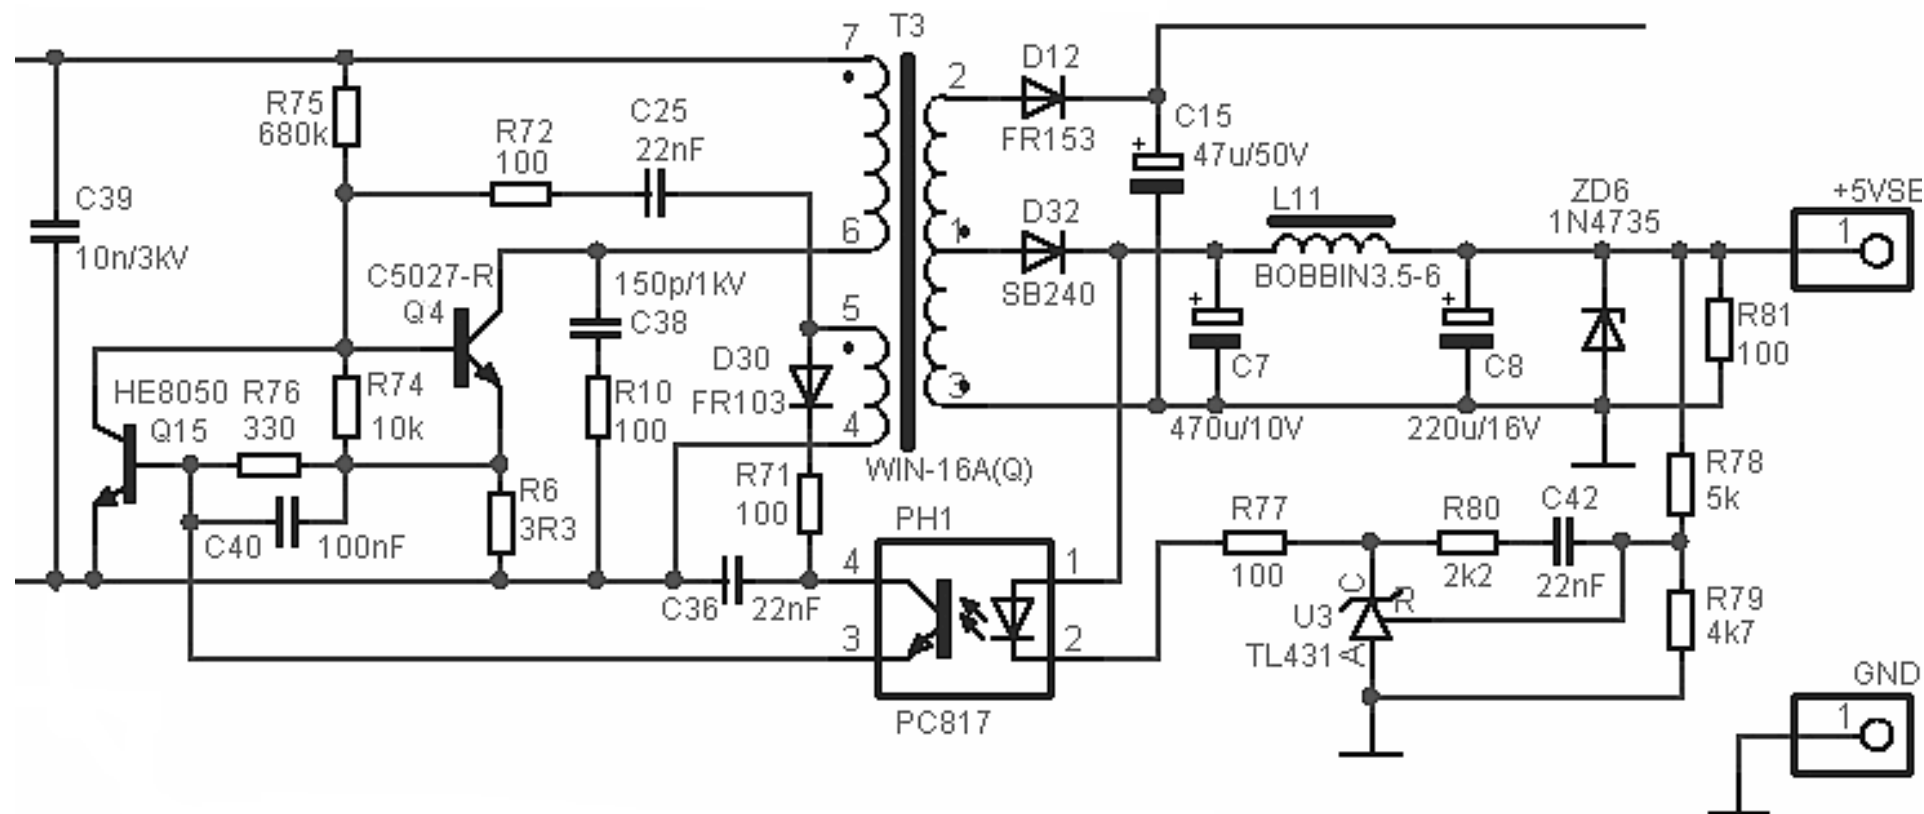 T3
7
D12
2
R75
680k
C25
22nF
R72
100
FR153
C15
+
47u/50V
C39
10n/3kV
ZD6
1N4735
+5VSB
1
L11
D32
1
6
C5027-R
Q4
150p/1kV
C38
SB240
BOBBIN3.5-6
+
+
5
R81
100
D30
FR103
C7
C8
HE8050
Q15
R76
330
R74
10k
R10
100
3
4
470u/10V
220u/16V
WIN-16A(Q)
R71
100
R78
5k
R6
3R3
C40
100nF
PH1
R77
100
R80
2k2
C42
22nF
4
1
C36
22nF
C
R
U3
TL431
A
R79
4k7
3
2
PC817
GND
1